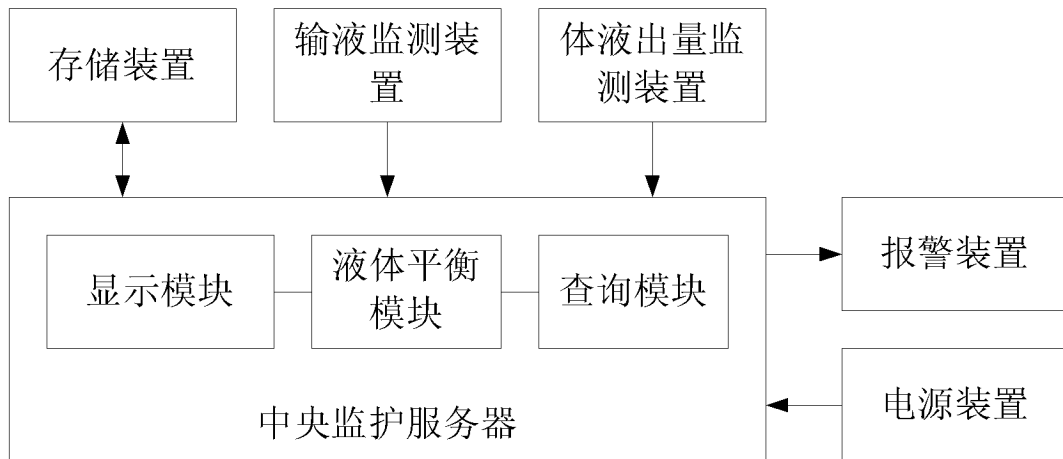 存储装置
输液监测装
置
体液出量监
测装置
显示模块
液体平衡
模块
查询模块
报警装置
电源装置
中央监护服务器